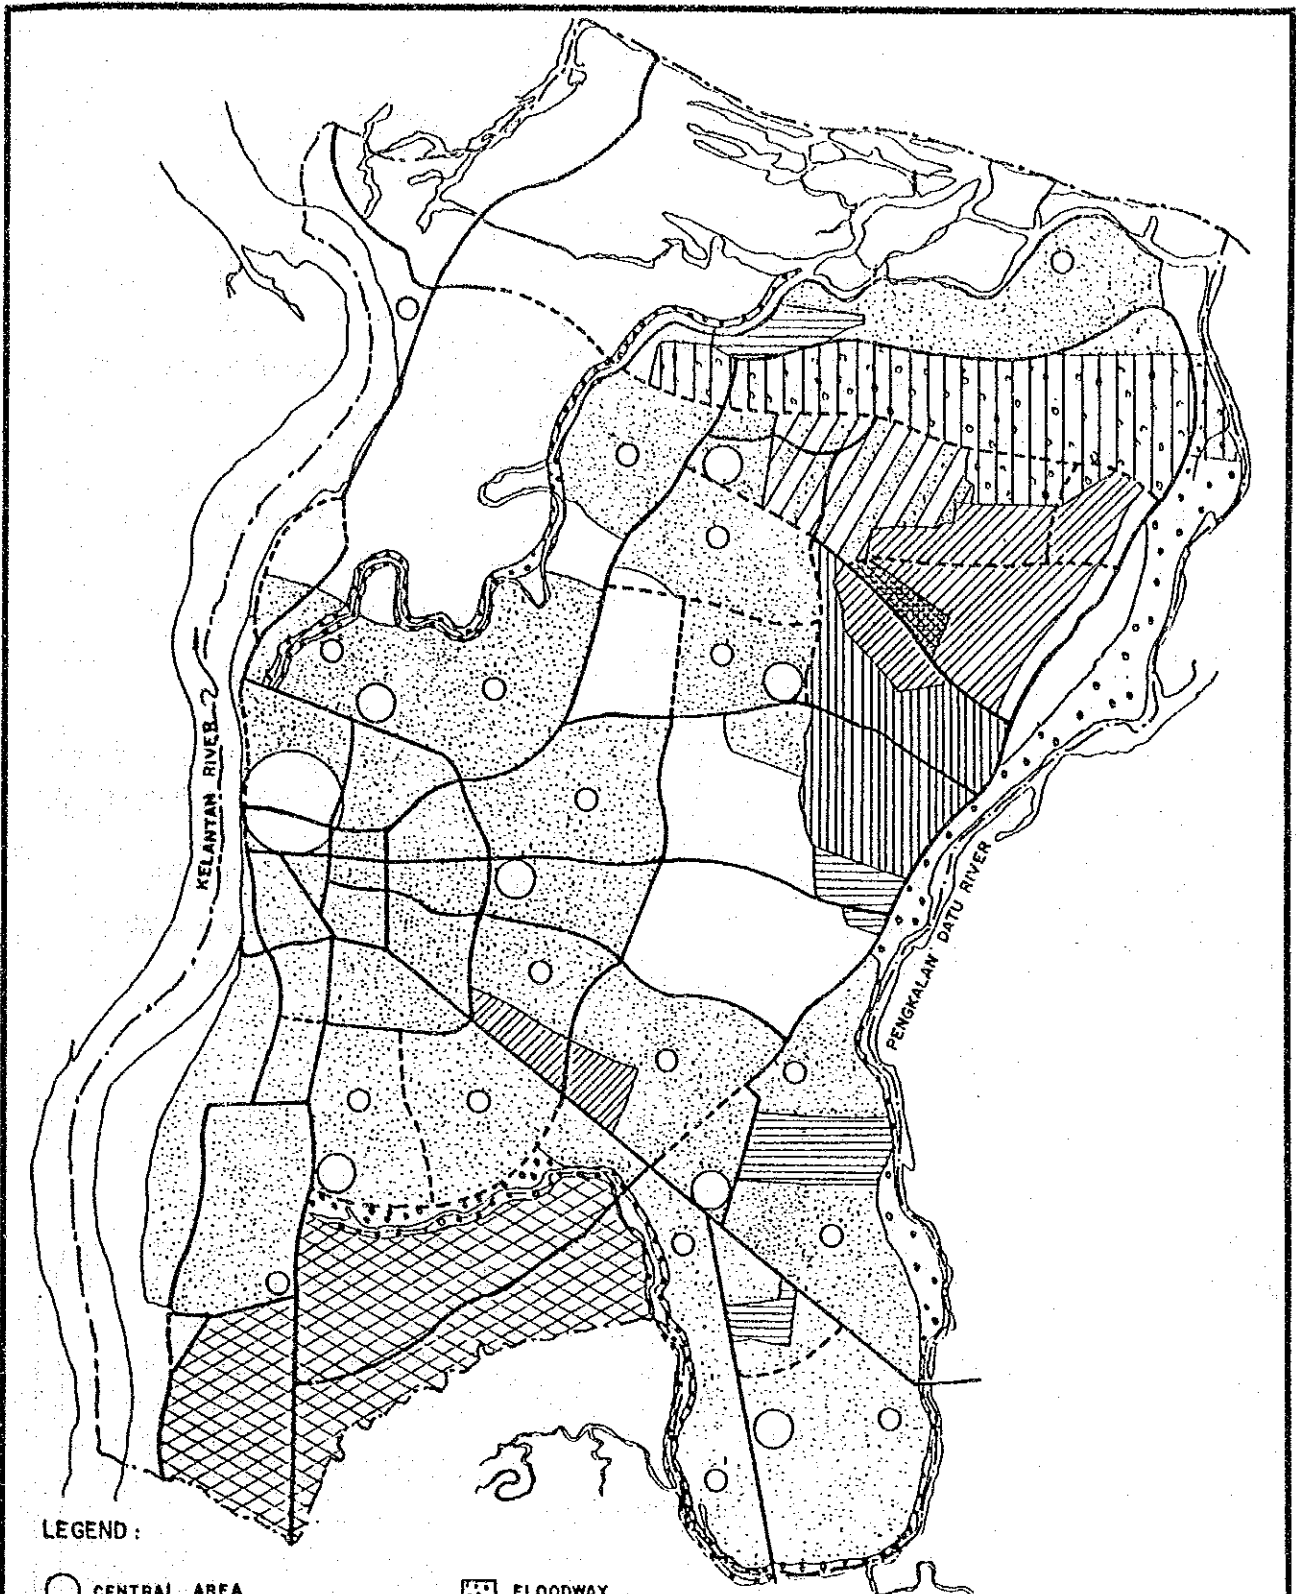 KELANTAN RIVER
PENGKALAN DATU RIVER
LEGEND :
CENTRAL AREA
FLOODWAY